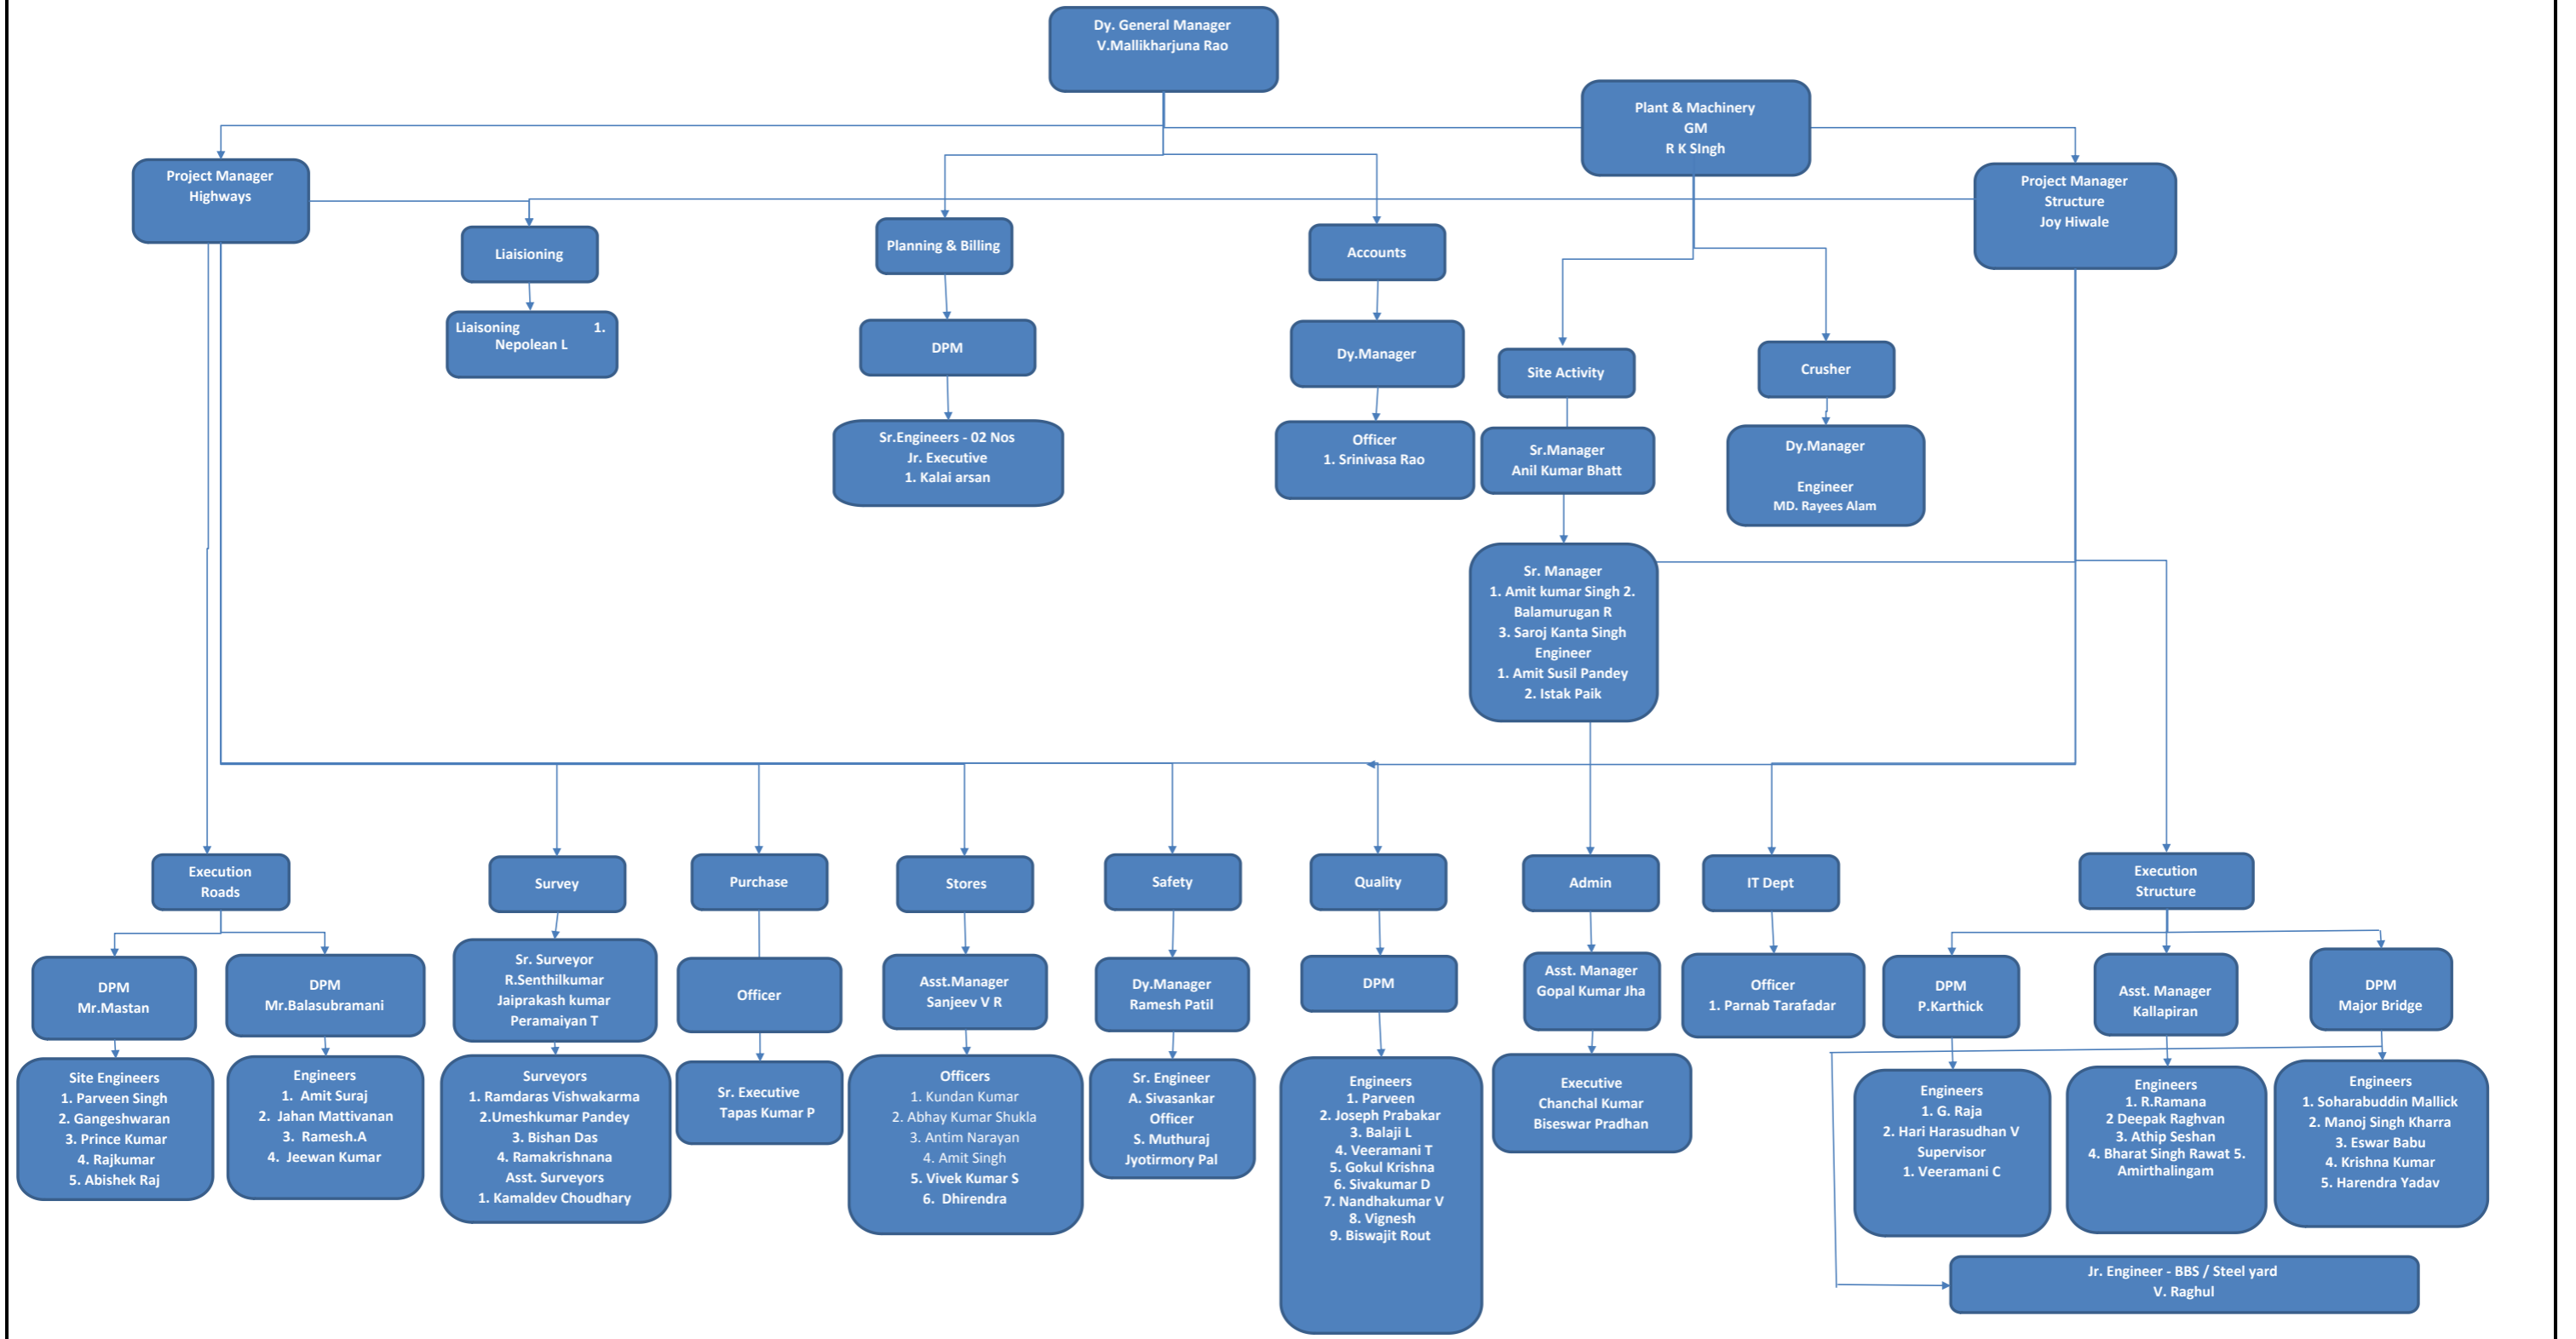 Dy. General Manager
V.Mallikharjuna Rao
Plant & Machinery
GM
R K SIngh
Project Manager
Highways
Project Manager
Structure
Joy Hiwale
Liaisioning
Planning & Billing
Accounts
Liaisoning 1.
Nepolean L
DPM
Dy.Manager
Site Activity
Crusher
Sr.Engineers - 02 Nos
Jr. Executive
1. Kalai arsan
Officer
1. Srinivasa Rao
Sr.Manager
Anil Kumar Bhatt
Dy.Manager
Engineer
MD. Rayees Alam
Sr. Manager
1. Amit kumar Singh 2.
Balamurugan R
3. Saroj Kanta Singh
Engineer
1. Amit Susil Pandey
2. Istak Paik
Execution
Roads
Survey
Purchase
Stores
Safety
Quality
Admin
IT Dept
Execution
Structure
DPM
Mr.Mastan
DPM
Mr.Balasubramani
Sr. Surveyor
R.Senthilkumar
Jaiprakash kumar
Peramaiyan T
Officer
Asst.Manager
Sanjeev V R
Dy.Manager
Ramesh Patil
DPM
Asst. Manager
Gopal Kumar Jha
Officer
1. Parnab Tarafadar
DPM
P.Karthick
Asst. Manager
Kallapiran
DPM
Major Bridge
Site Engineers
1. Parveen Singh
2. Gangeshwaran
3. Prince Kumar
4. Rajkumar
5. Abishek Raj
Engineers
1. Amit Suraj
2. Jahan Mattivanan
3. Ramesh.A
4. Jeewan Kumar
Surveyors
1. Ramdaras Vishwakarma
2.Umeshkumar Pandey
3. Bishan Das
4. Ramakrishnana
Asst. Surveyors
1. Kamaldev Choudhary
Sr. Executive
Tapas Kumar P
Officers
1. Kundan Kumar
2. Abhay Kumar Shukla
3. Antim Narayan
4. Amit Singh
5. Vivek Kumar S
6. Dhirendra
Sr. Engineer
A. Sivasankar
Officer
S. Muthuraj
Jyotirmory Pal
Engineers
1. Parveen
2. Joseph Prabakar
3. Balaji L
4. Veeramani T
5. Gokul Krishna
6. Sivakumar D
7. Nandhakumar V
8. Vignesh
9. Biswajit Rout
Executive
Chanchal Kumar
Biseswar Pradhan
Engineers
1. G. Raja
2. Hari Harasudhan V
Supervisor
1. Veeramani C
Engineers
1. R.Ramana
2 Deepak Raghvan
3. Athip Seshan
4. Bharat Singh Rawat 5.
Amirthalingam
Engineers
1. Soharabuddin Mallick
2. Manoj Singh Kharra
3. Eswar Babu
4. Krishna Kumar
5. Harendra Yadav
Jr. Engineer - BBS / Steel yard
V. Raghul